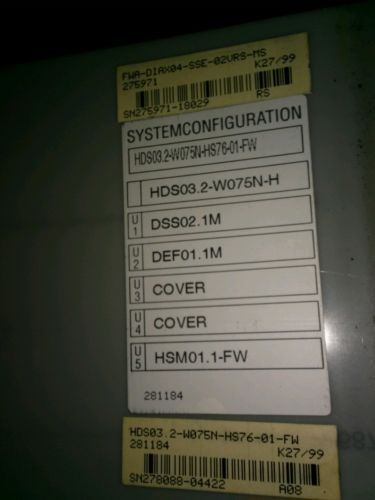 FWA-DIAX04-SSE-02VRS-MS
275971 K27/99
SN275971-18029 RS
SYSTEMCONFIGURATION
HDS03.2-W075N-HS76-01-FW
HDS03.2-W075N-H
U1 DSS02.1M
U2 DEF01.1M
U3 COVER
U4 COVER
U5 HSM01.1-FW
281184
HDS03.2-W075N-HS76-01-FW
281184 K27/99
SN278088-04422 A08